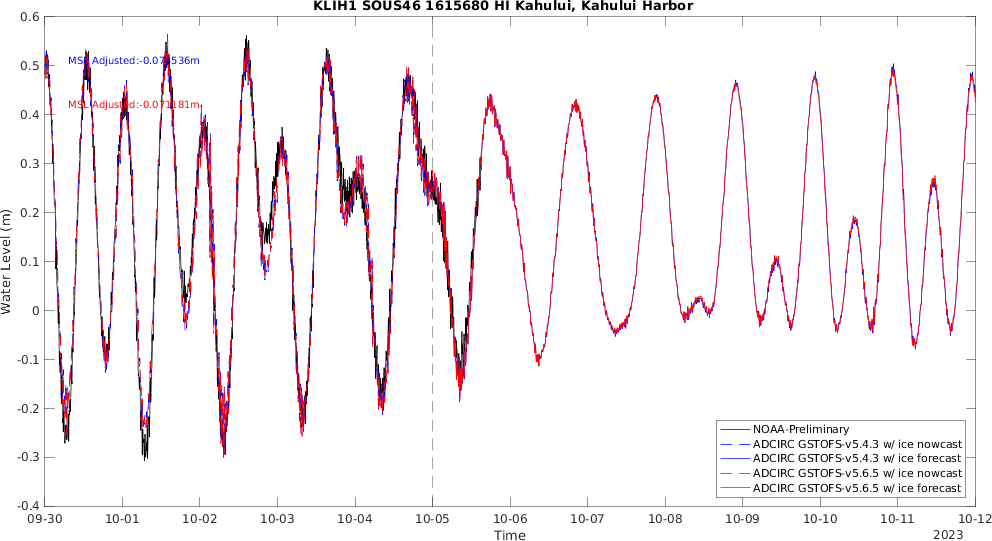 KLIH1 SOUS46 1615680 HI Kahului, Kahului Harbor
0.6
0.5
0.4
0.3
0.2
0.1
0
-0.1
-0.2
-0.3
-0.4
Water Level (m)
MSL Adjusted:
MSL Adjusted:-0.071181m
NOAA-Preliminary
ADCIRC GSTOFS-v5.4.3 w/ ice nowcast
ADCIRC GSTOFS-v5.4.3 w/ ice forecast
ADCIRC GSTOFS-v5.6.5 w/ ice nowcast
ADCIRC GSTOFS-v5.6.5 w/ ice forecast
09-30 10-01 10-02 10-03 10-04 10-05 10-06 10-07 10-08 10-09 10-10 10-11 10-12
Time
2023